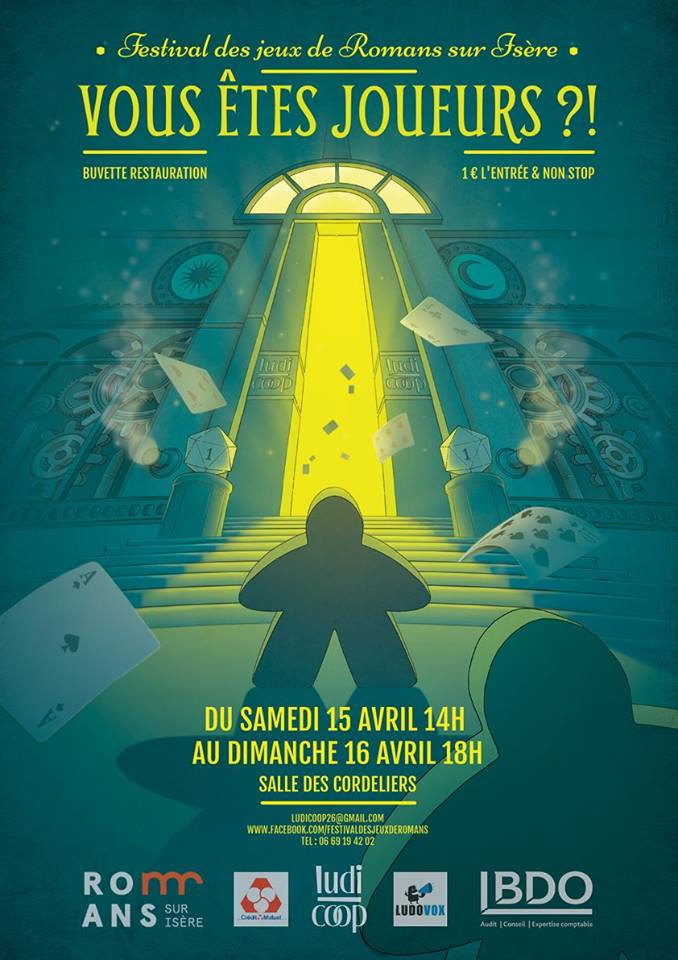 Festival des jeux de Romans sur Isère
VOUS ÊTES JOUEURS ?!
BUVETTE RESTAURATION
1 € L'ENTRÉE & NON STOP
ludi ludi
coop coop
1 1
A
DU SAMEDI 15 AVRIL 14H
AU DIMANCHE 16 AVRIL 18H
SALLE DES CORDELIERS
LUDICOOP26@GMAIL.COM
WWW.FACEBOOK.COM/FESTIVALDESJEUXDEROMANS
TEL : 06 69 19 42 02
ROMANS SUR ISÈRE
Crédit Mutuel
ludi
coop
LUDOVOX
BDO
Audit | Conseil | Expertise comptable